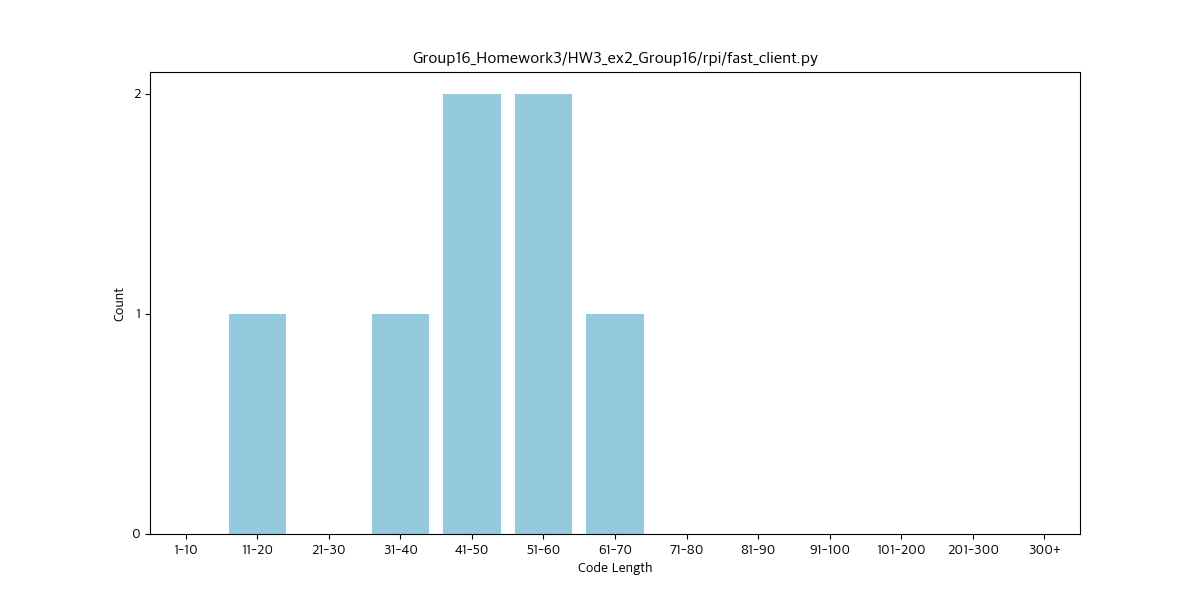 Group16_Homework3/HW3_ex2_Group16/rpi/fast_client.py
Count
2
1
0
1-10 11-20 21-30 31-40 41-50 51-60 61-70 71-80 81-90 91-100 101-200 201-300 300+
Code Length